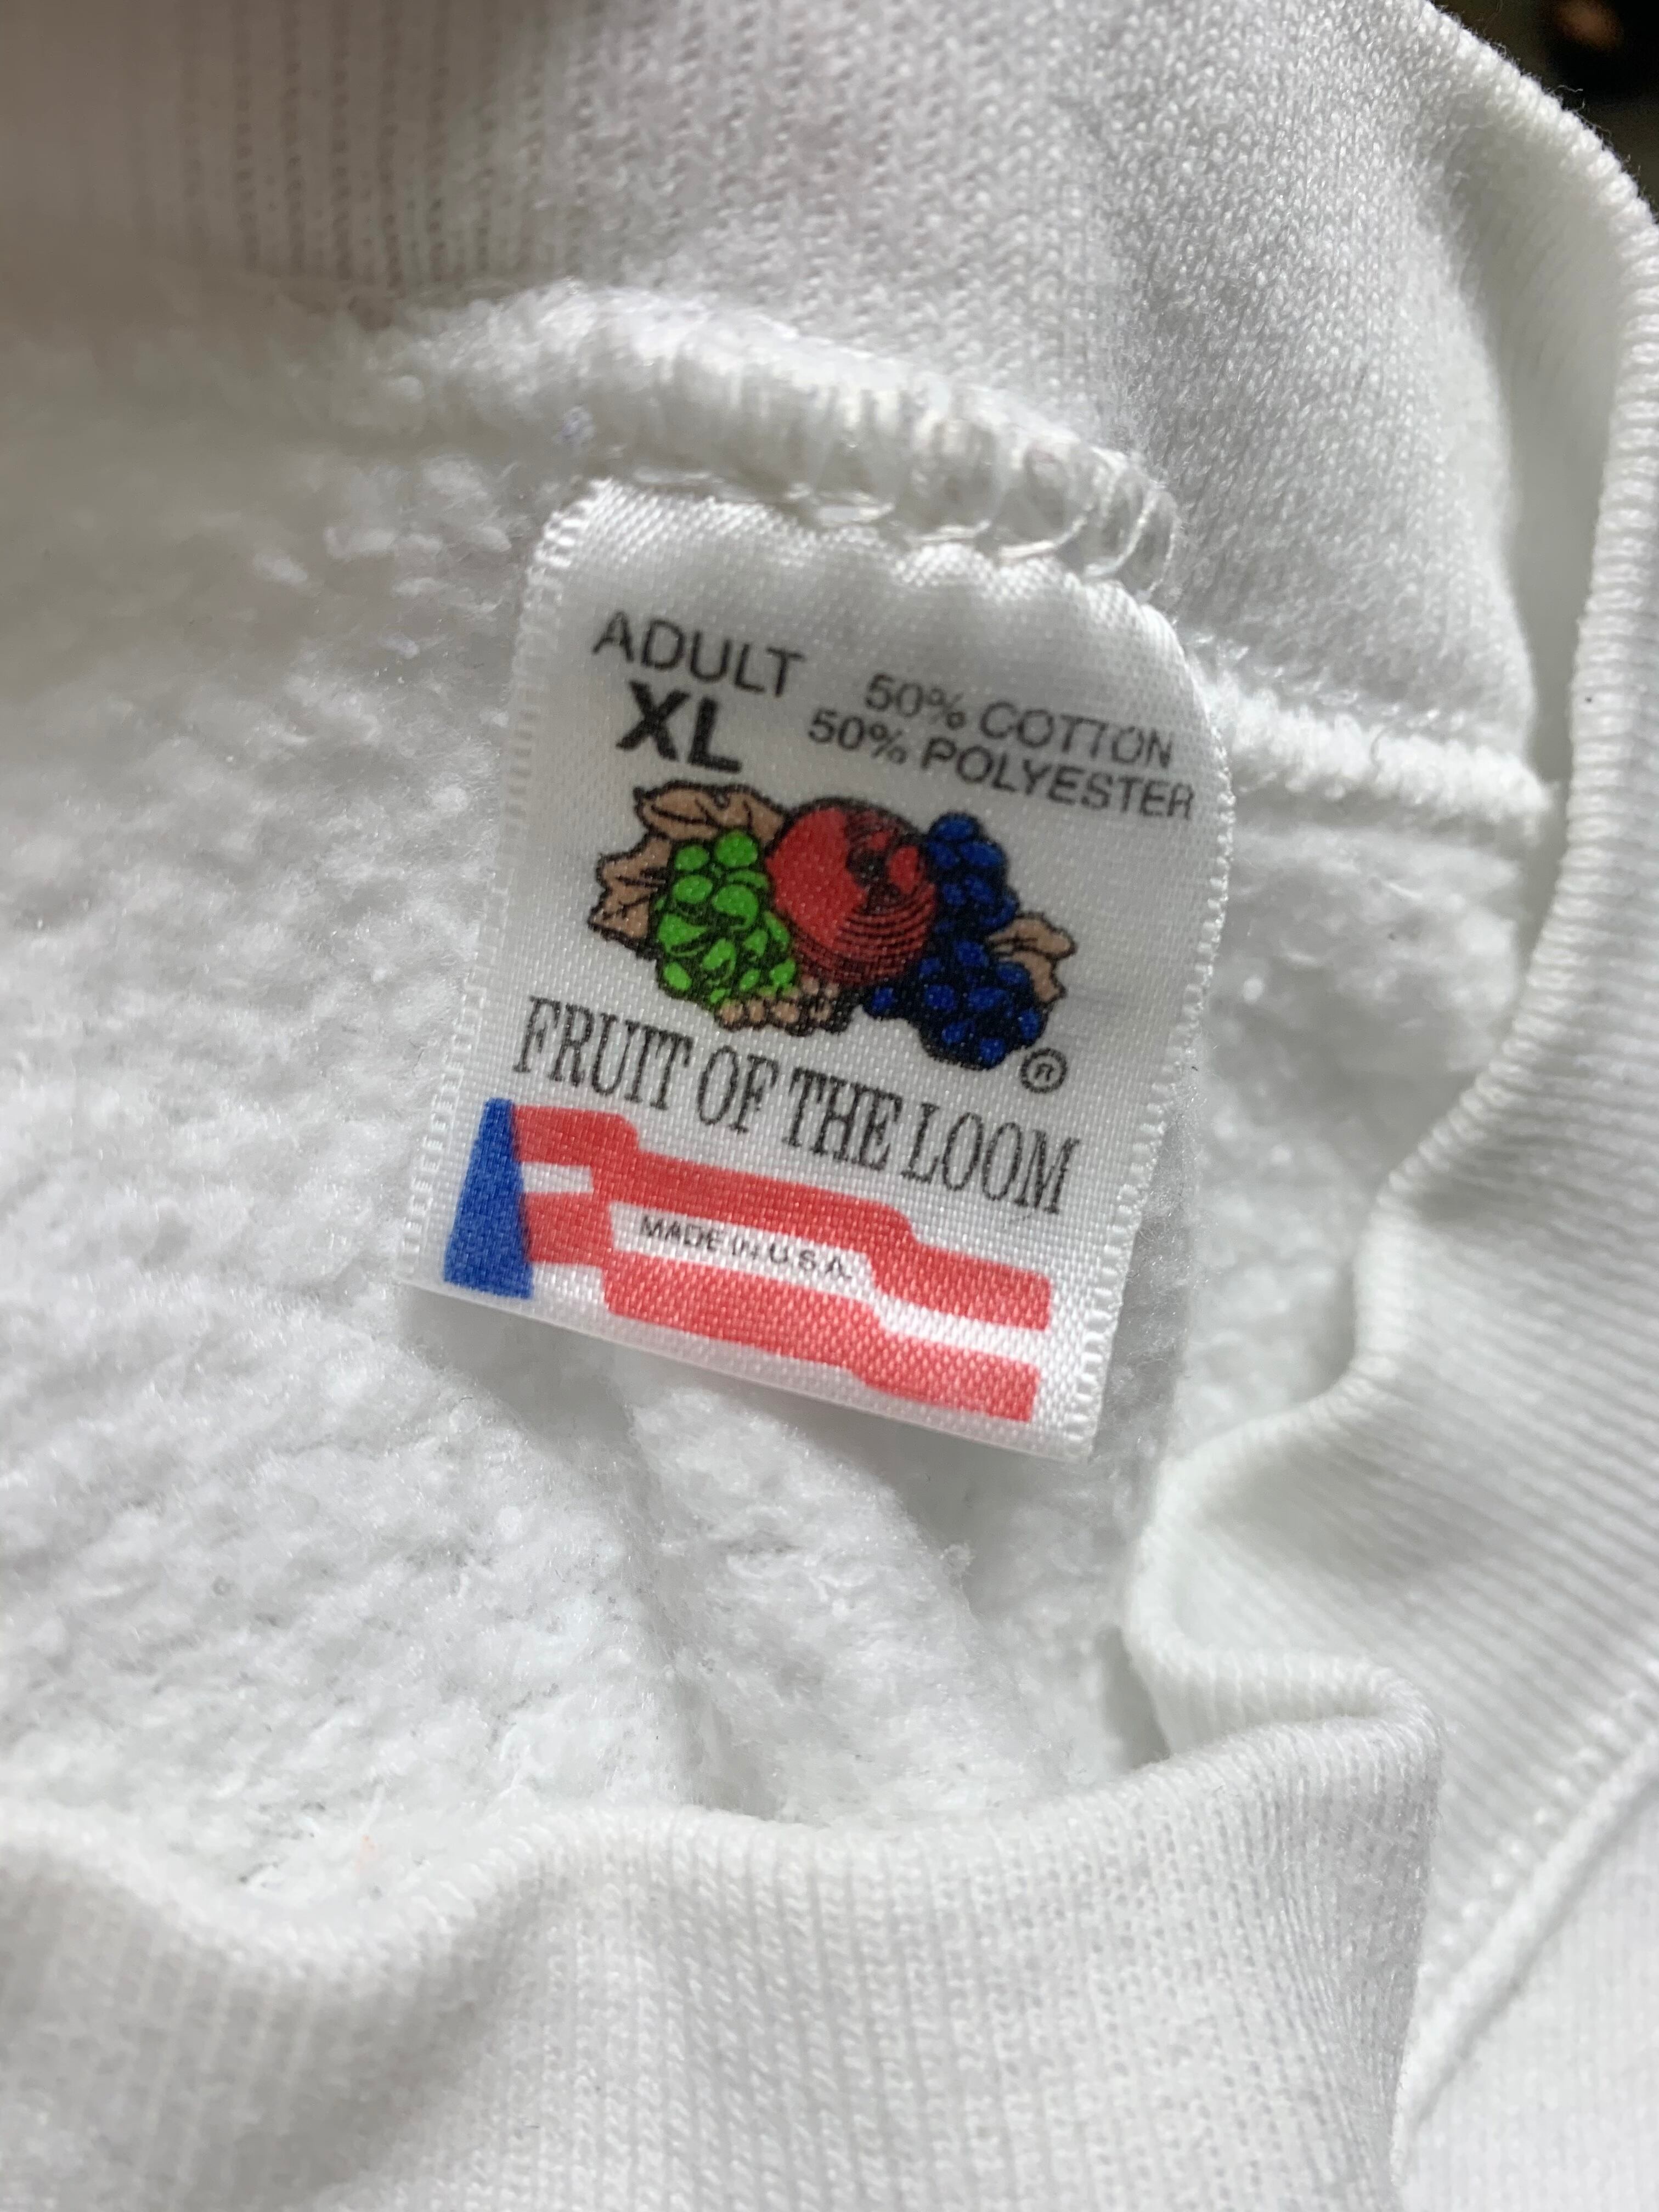 ADULT
XL
50% COTTON
50% POLYESTER
®
FRUIT OF THE LOOM
MADE IN U.S.A.